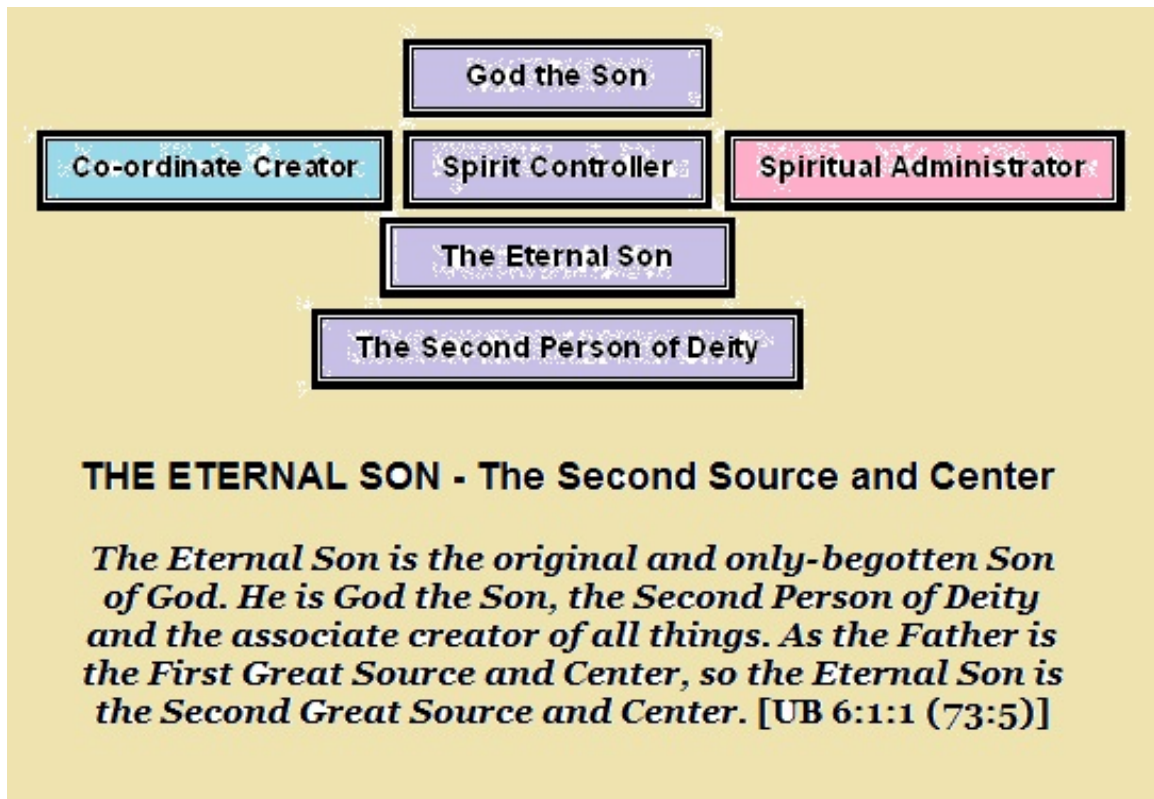 God the Son
Co-ordinate Creator
Spirit Controller
Spiritual Administrator
The Eternal Son
The Second Person of Deity
THE ETERNAL SON - The Second Source and Center
The Eternal Son is the original and only-begotten Son
of God. He is God the Son, the Second Person of Deity
and the associate creator of all things. As the Father is
the First Great Source and Center, so the Eternal Son is
the Second Great Source and Center. [UB 6:1:1 (73:5)]